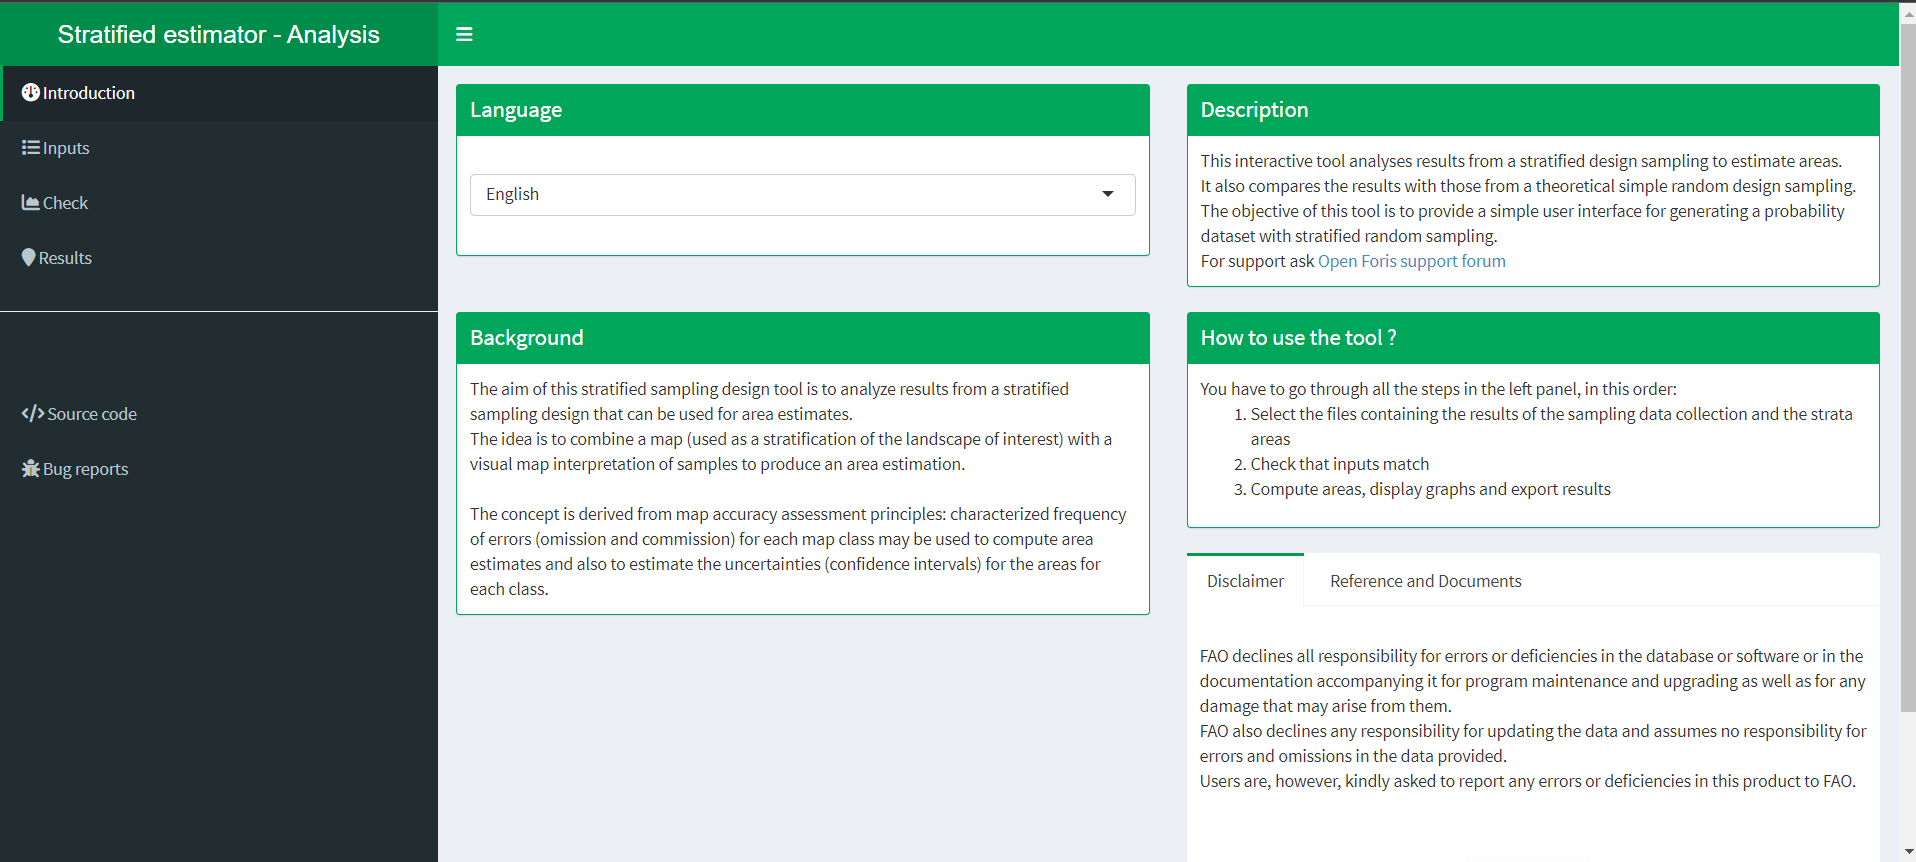 Stratified estimator - Analysis
Introduction
Inputs
Check
Results
Source code
Bug reports
Language
English
Description
This interactive tool analyses results from a stratified design sampling to estimate areas.
It also compares the results with those from a theoretical simple random design sampling.
The objective of this tool is to provide a simple user interface for generating a probability
dataset with stratified random sampling.
For support ask Open Foris support forum
Background
The aim of this stratified sampling design tool is to analyze results from a stratified
sampling design that can be used for area estimates.
The idea is to combine a map (used as a stratification of the landscape of interest) with a
visual map interpretation of samples to produce an area estimation.
The concept is derived from map accuracy assessment principles: characterized frequency
of errors (omission and commission) for each map class may be used to compute area
estimates and also to estimate the uncertainties (confidence intervals) for the areas for
each class.
How to use the tool ?
You have to go through all the steps in the left panel, in this order:
1. Select the files containing the results of the sampling data collection and the strata
areas
2. Check that inputs match
3. Compute areas, display graphs and export results
Disclaimer
Reference and Documents
FAO declines all responsibility for errors or deficiencies in the database or software or in the
documentation accompanying it for program maintenance and upgrading as well as for any
damage that may arise from them.
FAO also declines any responsibility for updating the data and assumes no responsibility for
errors and omissions in the data provided.
Users are, however, kindly asked to report any errors or deficiencies in this product to FAO.